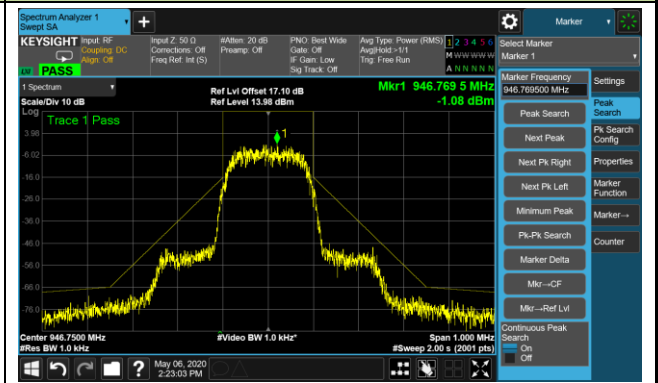 Spectrum Analyzer 1
Swept SA
Marker
KEYSIGHT
Input: RF
Coupling: DC
Align: Off
Input Z: 50 Ω
Corrections: Off
Freq Ref: Int (S)
#Atten: 20 dB
Preamp: Off
PNO: Best Wide
Gate: Off
IF Gain: Low
Sig Track: Off
Avg Type: Power (RMS)
Avg|Hold:>1/1
Trig: Free Run
1 2 3 4 5 6
M W W W W W
A N N N N N
PASS
Select Marker
Marker 1
1 Spectrum
Scale/Div 10 dB
Ref Lvl Offset 17.10 dB
Ref Level 13.98 dBm
Mkr1 946.769 5 MHz
-1.08 dBm
Log
Trace 1 Pass
1
3.98
-6.02
-16.0
-26.0
-36.0
-46.0
-56.0
-66.0
-76.0
Center 946.7500 MHz
#Res BW 1.0 kHz
#Video BW 1.0 kHz*
Span 1.000 MHz
#Sweep 2.00 s (2001 pts)
Marker Frequency
946.769500 MHz
Peak Search
Next Peak
Next Pk Right
Next Pk Left
Minimum Peak
Pk-Pk Search
Marker Delta
Mkr→CF
Mkr→Ref Lvl
Continuous Peak
Search
On
Off
Settings
Peak
Search
Pk Search
Config
Properties
Marker
Function
Marker→
Counter
May 06, 2020
2:23:03 PM